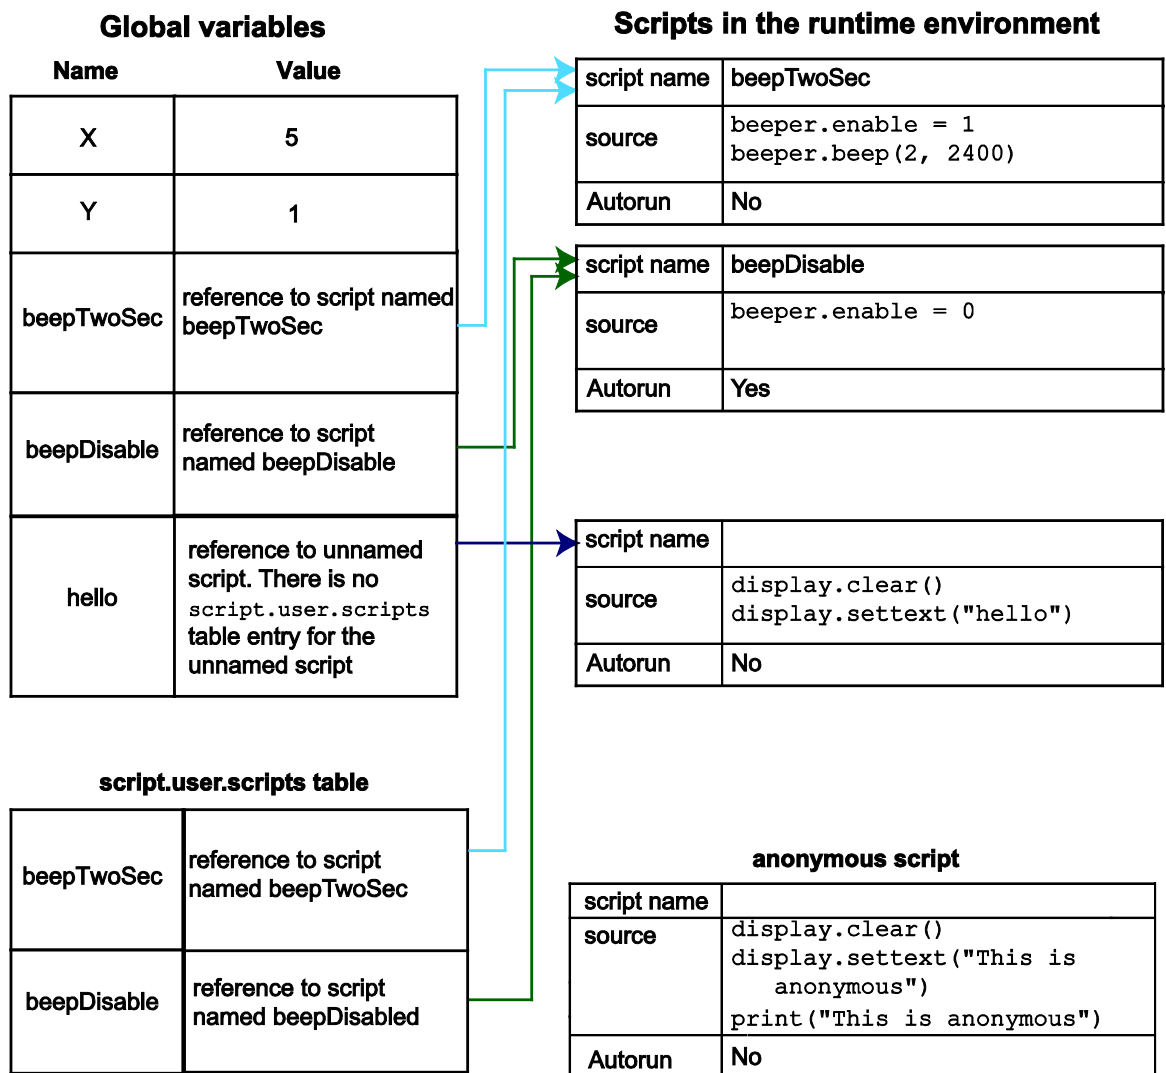 Global variables
Name Value
X 5
Y 1
beepTwoSec
reference to script named
beepTwoSec
beepDisable
reference to script
named beepDisable
hello
reference to unnamed
script. There is no
script.user.scripts
table entry for the
unnamed script
script.user.scripts table
beepTwoSec
reference to script
named beepTwoSec
beepDisable
reference to script
named beepDisabled
Scripts in the runtime environment
script name beepTwoSec
source
beeper.enable = 1
beeper.beep(2, 2400)
Autorun No
script name beepDisable
source
beeper.enable = 0
Autorun Yes
script name
source
display.clear()
display.settext("hello")
Autorun No
anonymous script
script name
source
display.clear()
display.settext("This is
anonymous")
print("This is anonymous")
Autorun No